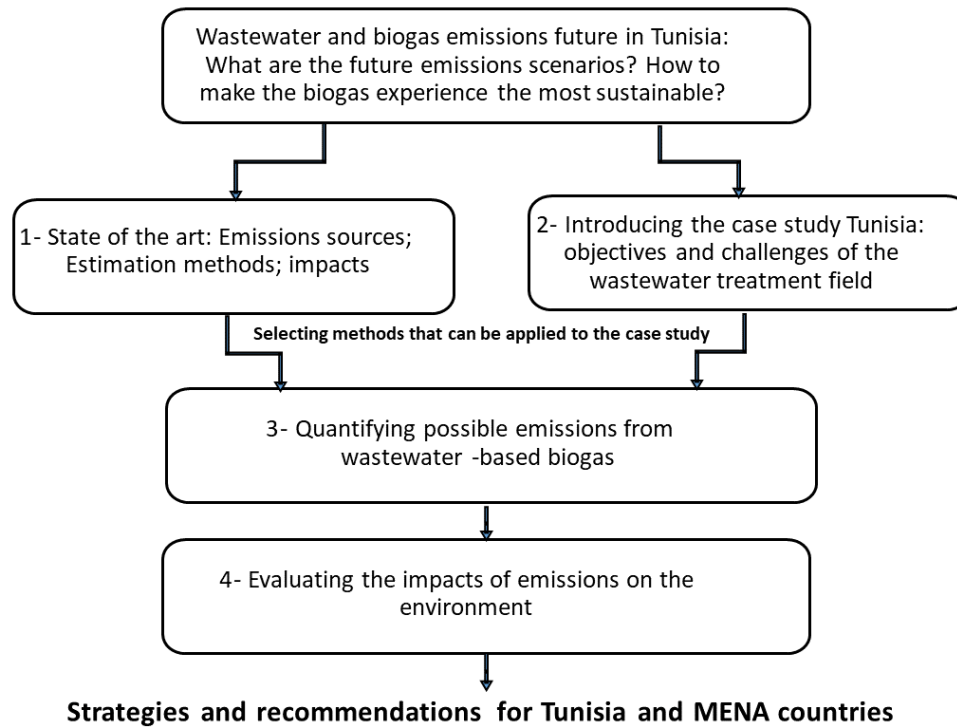 Wastewater and biogas emissions future in Tunisia:
What are the future emissions scenarios? How to
make the biogas experience the most sustainable?
1- State of the art: Emissions sources;
Estimation methods; impacts
2- Introducing the case study Tunisia:
objectives and challenges of the
wastewater treatment field
Selecting methods that can be applied to the case study
3- Quantifying possible emissions from
wastewater -based biogas
4- Evaluating the impacts of emissions on the
environment
Strategies and recommendations for Tunisia and MENA countries